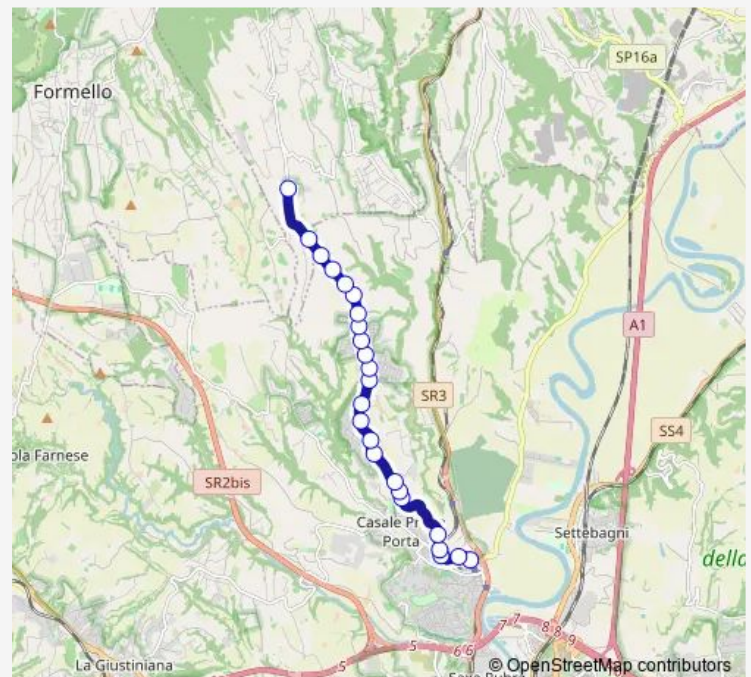 SP16a
Formello
A1
SR3
SS4
ola Farnese
SR2bis
Casale Pr
Porta
Settebagni
della
7
7
8
8
9
5
6
6
5
La Giustiniana
© OpenStreetMap contributors